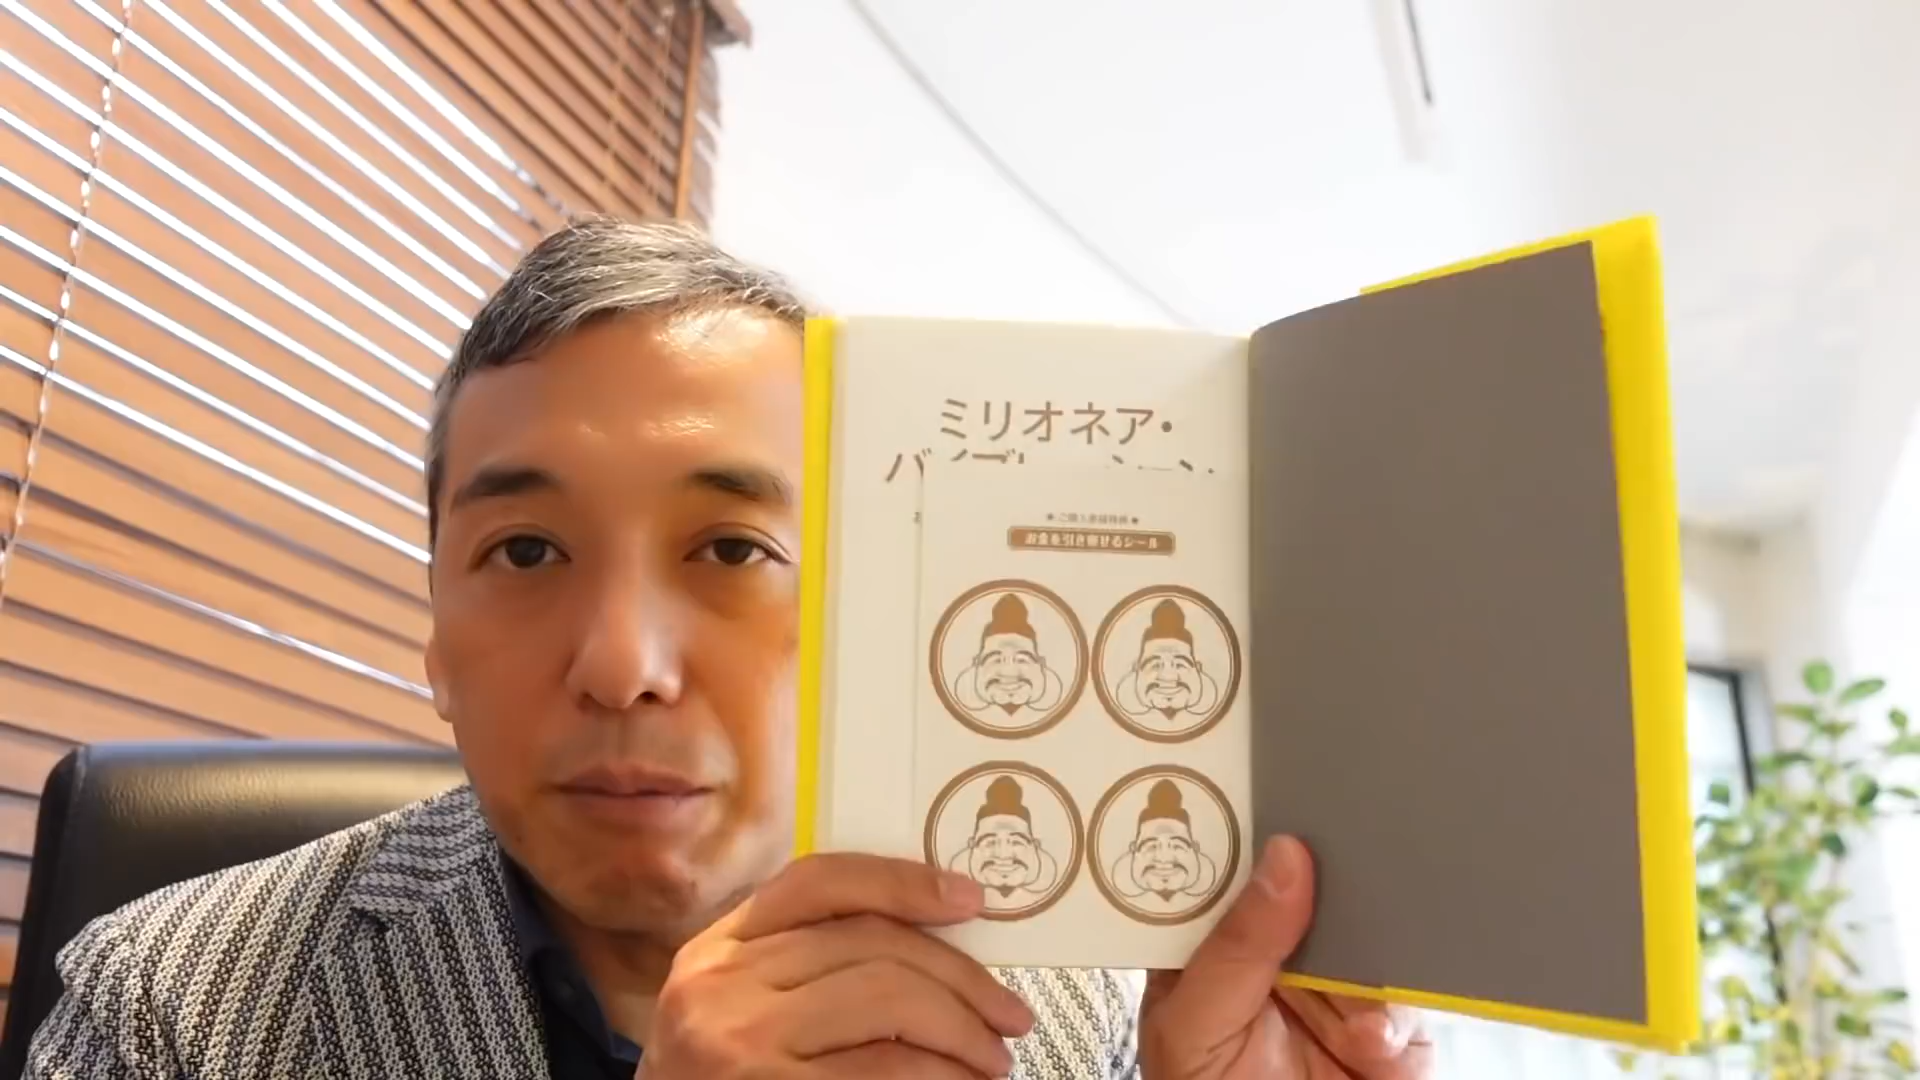 ミリオネア・
★ご購入者様特典★
お金を引き寄せるシール